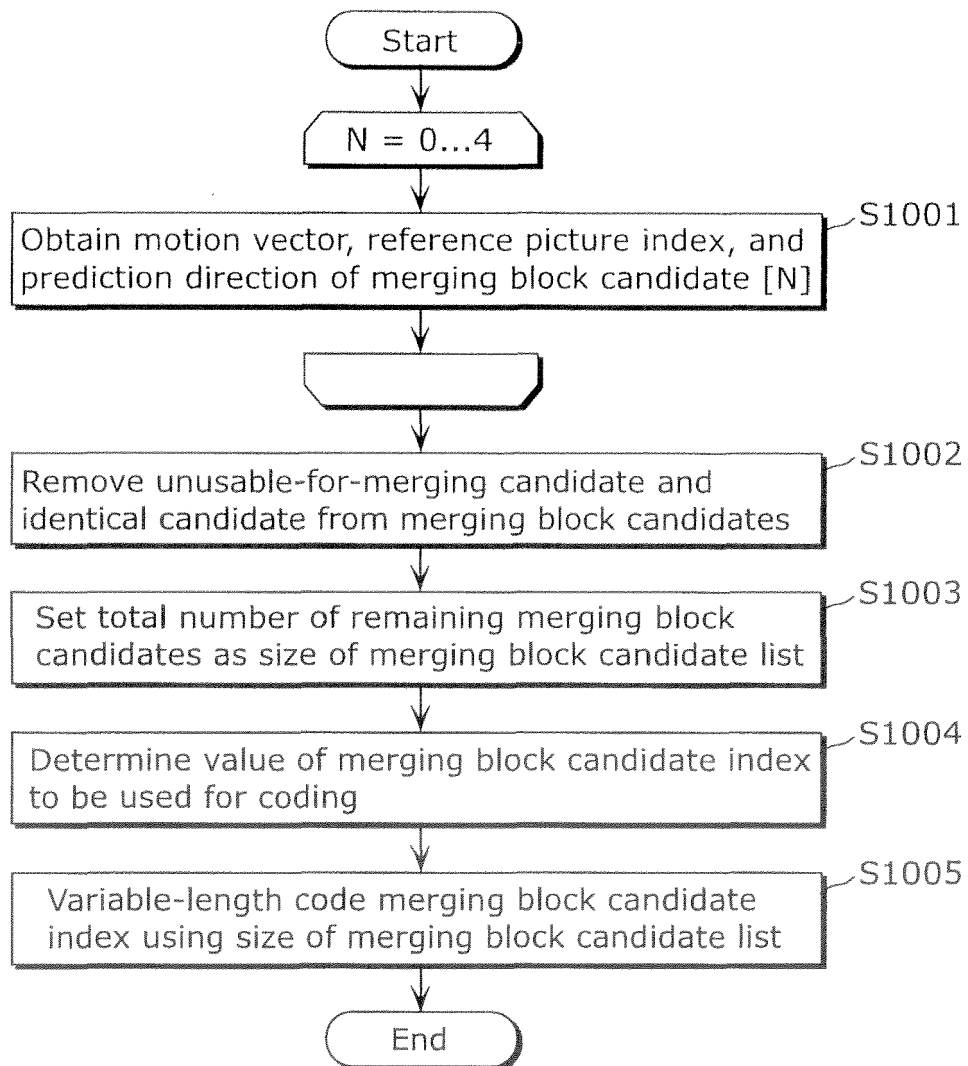 Start
N = 0...4
S1001
Obtain motion vector, reference picture index, and
prediction direction of merging block candidate [N]
S1002
Remove unusable-for-merging candidate and
identical candidate from merging block candidates
S1003
Set total number of remaining merging block
candidates as size of merging block candidate list
S1004
Determine value of merging block candidate index
to be used for coding
S1005
Variable-length code merging block candidate
index using size of merging block candidate list
End